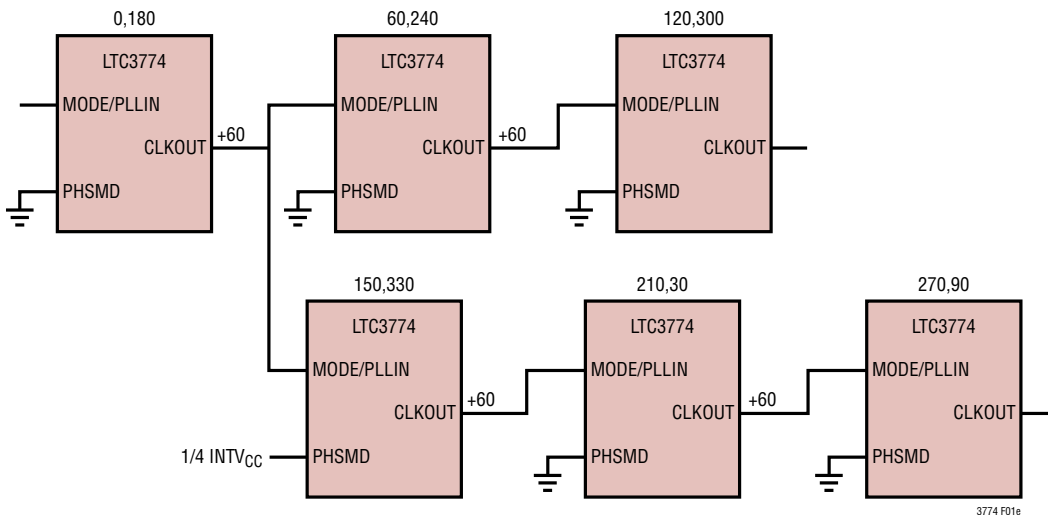 0,180
60,240
120,300
LTC3774
LTC3774
LTC3774
MODE/PLLIN
MODE/PLLIN
MODE/PLLIN
CLKOUT
+60
CLKOUT
+60
CLKOUT
PHSMD
PHSMD
PHSMD
150,330
210,30
270,90
LTC3774
LTC3774
LTC3774
MODE/PLLIN
MODE/PLLIN
MODE/PLLIN
CLKOUT
+60
CLKOUT
+60
CLKOUT
1/4 INTVCC
PHSMD
PHSMD
PHSMD
3774 F01e